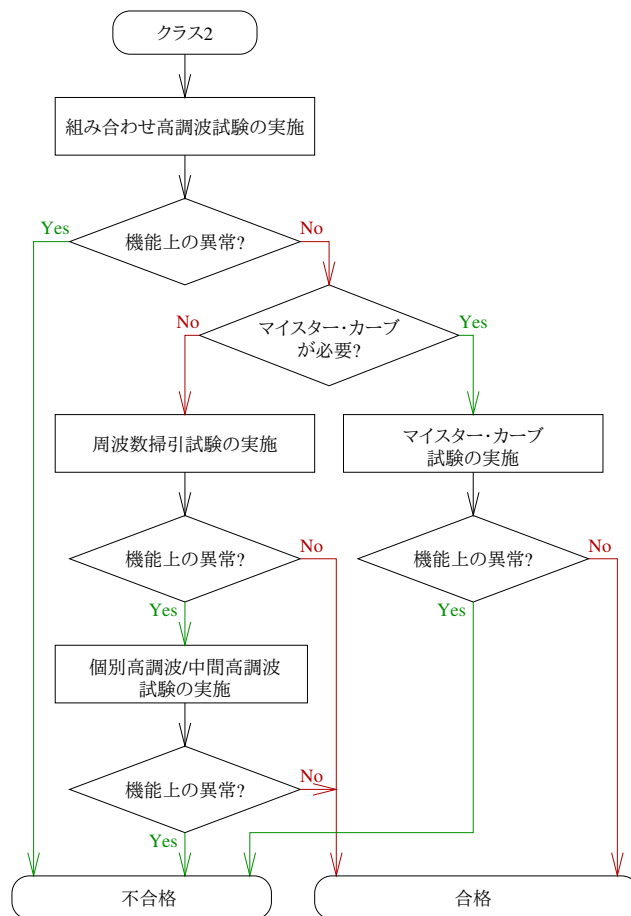 クラス2
組み合わせ高調波試験の実施
Yes
機能上の異常?
No
No
マイスター・カーブ
が必要?
Yes
周波数掃引試験の実施
マイスター・カーブ
試験の実施
機能上の異常?
No
機能上の異常?
No
Yes
Yes
個別高調波/中間高調波
試験の実施
機能上の異常?
No
Yes
不合格
合格